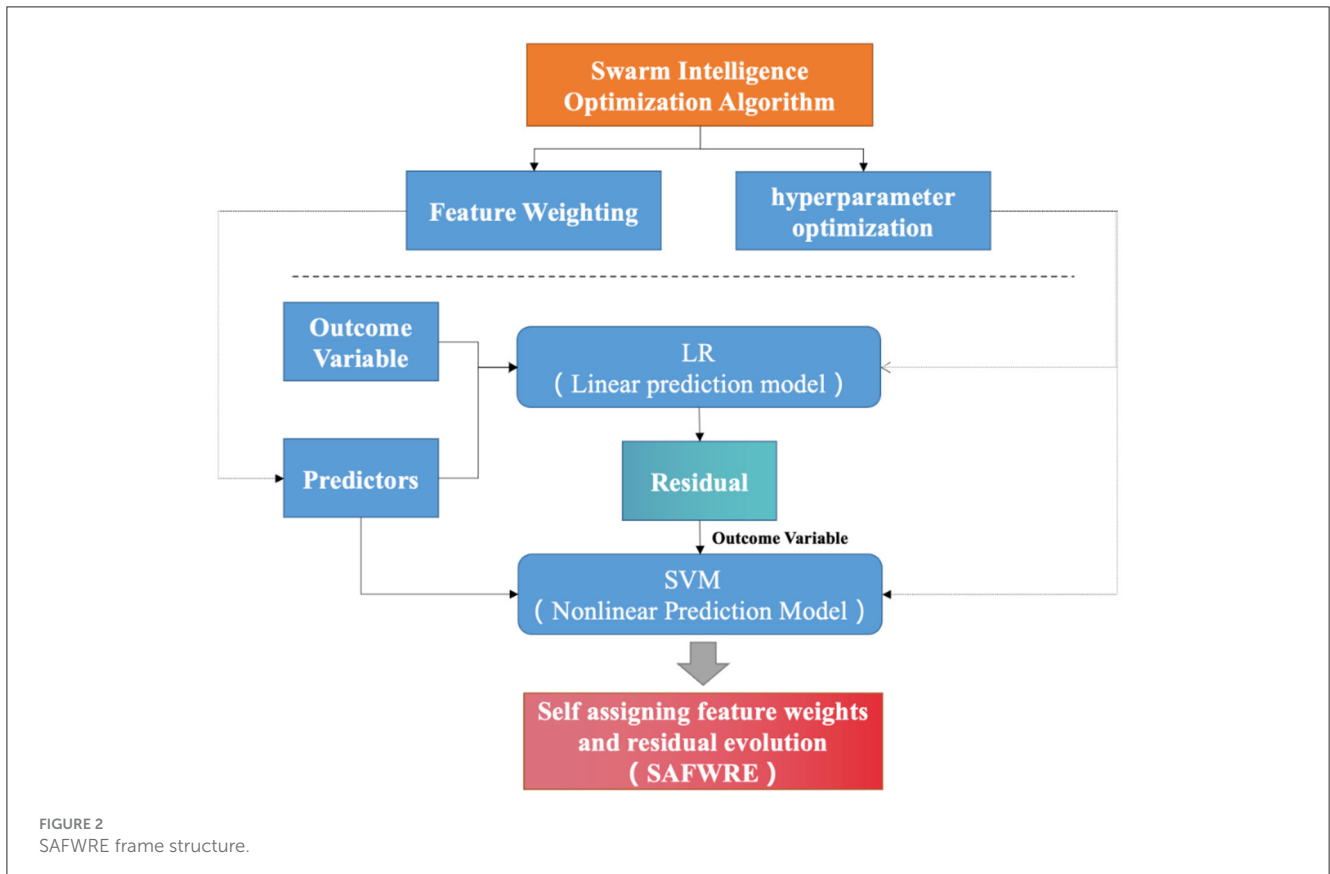 Swarm Intelligence
Optimization Algorithm
Feature Weighting
hyperparameter
optimization
Outcome
Variable
LR
( Linear prediction model )
Predictors
Residual
Outcome Variable
SVM
( Nonlinear Prediction Model )
Self assigning feature weights
and residual evolution
( SAFWRE )
FIGURE 2
SAFWRE frame structure.